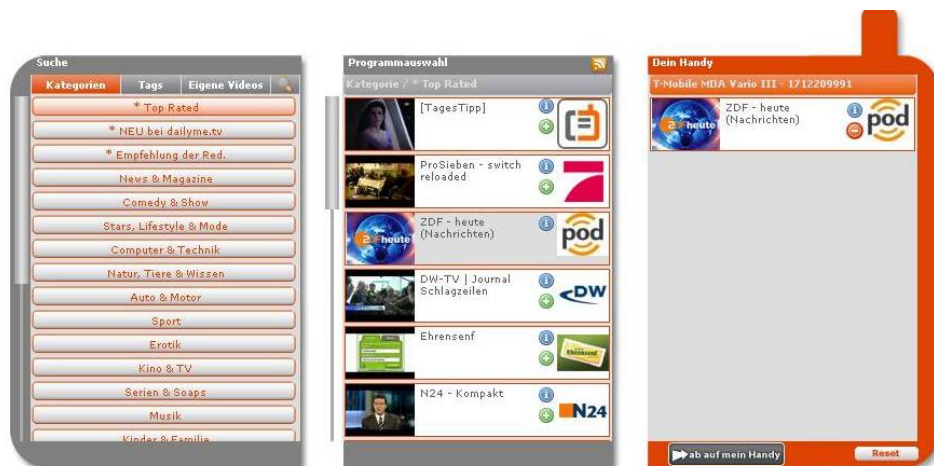 Suche
Kategorien Tags Eigene Videos
* Top Rated
* NEU bei dailyme.tv
* Empfehlung der Red.
News & Magazine
Comedy & Show
Stars, Lifestyle & Mode
Computer & Technik
Natur, Tiere & Wissen
Auto & Motor
Sport
Erotik
Kino & TV
Serien & Soaps
Musik
Kinder & Familie
Programmauswahl
Kategorie / * Top Rated
[TagesTipp]
ProSieben - switch
reloaded
ZDF - heute
(Nachrichten)
heute
pod
DW-TV | Journal
Schlagzeilen
DW
Ehrensenf
N24 - Kompakt
N24
Dein Handy
T-Mobile MDA Vario III - 1712209991
ZDF - heute
(Nachrichten)
heute
pod
ab auf mein Handy
Reset